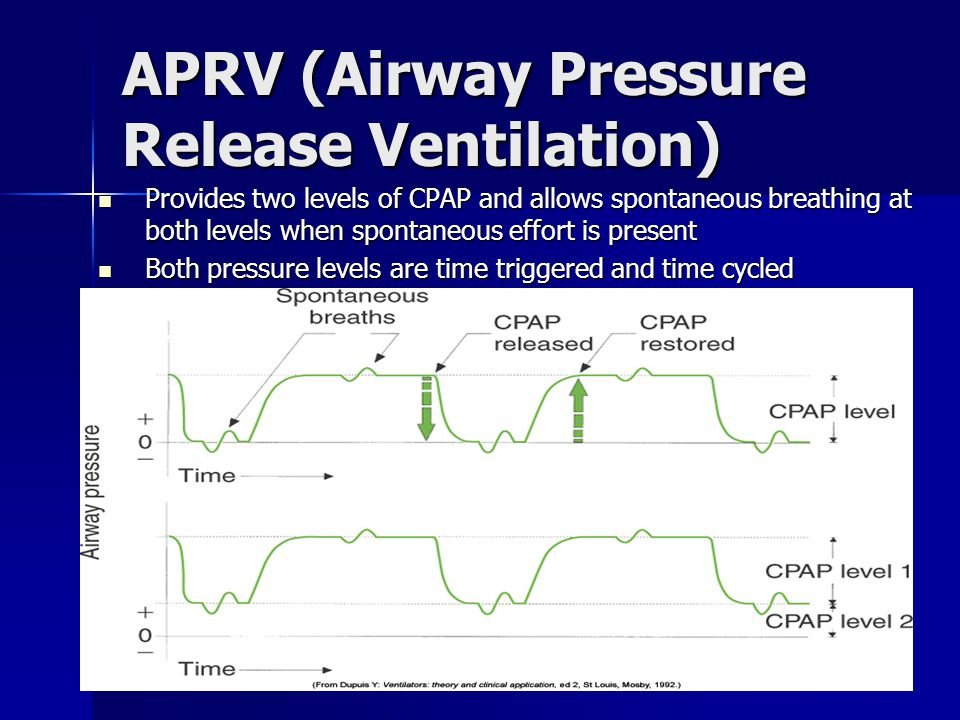 APRV (Airway Pressure
Release Ventilation)
Provides two levels of CPAP and allows spontaneous breathing at
both levels when spontaneous effort is present
Both pressure levels are time triggered and time cycled
Spontaneous
breaths
CPAP
released
CPAP
restored
CPAP level
+
0
—
Time
Airway pressure
CPAP level 1
CPAP level 2
+
0
—
Time
(From Dupuis Y: Ventilators: theory and clinical application, ed 2, St Louis, Mosby, 1992.)